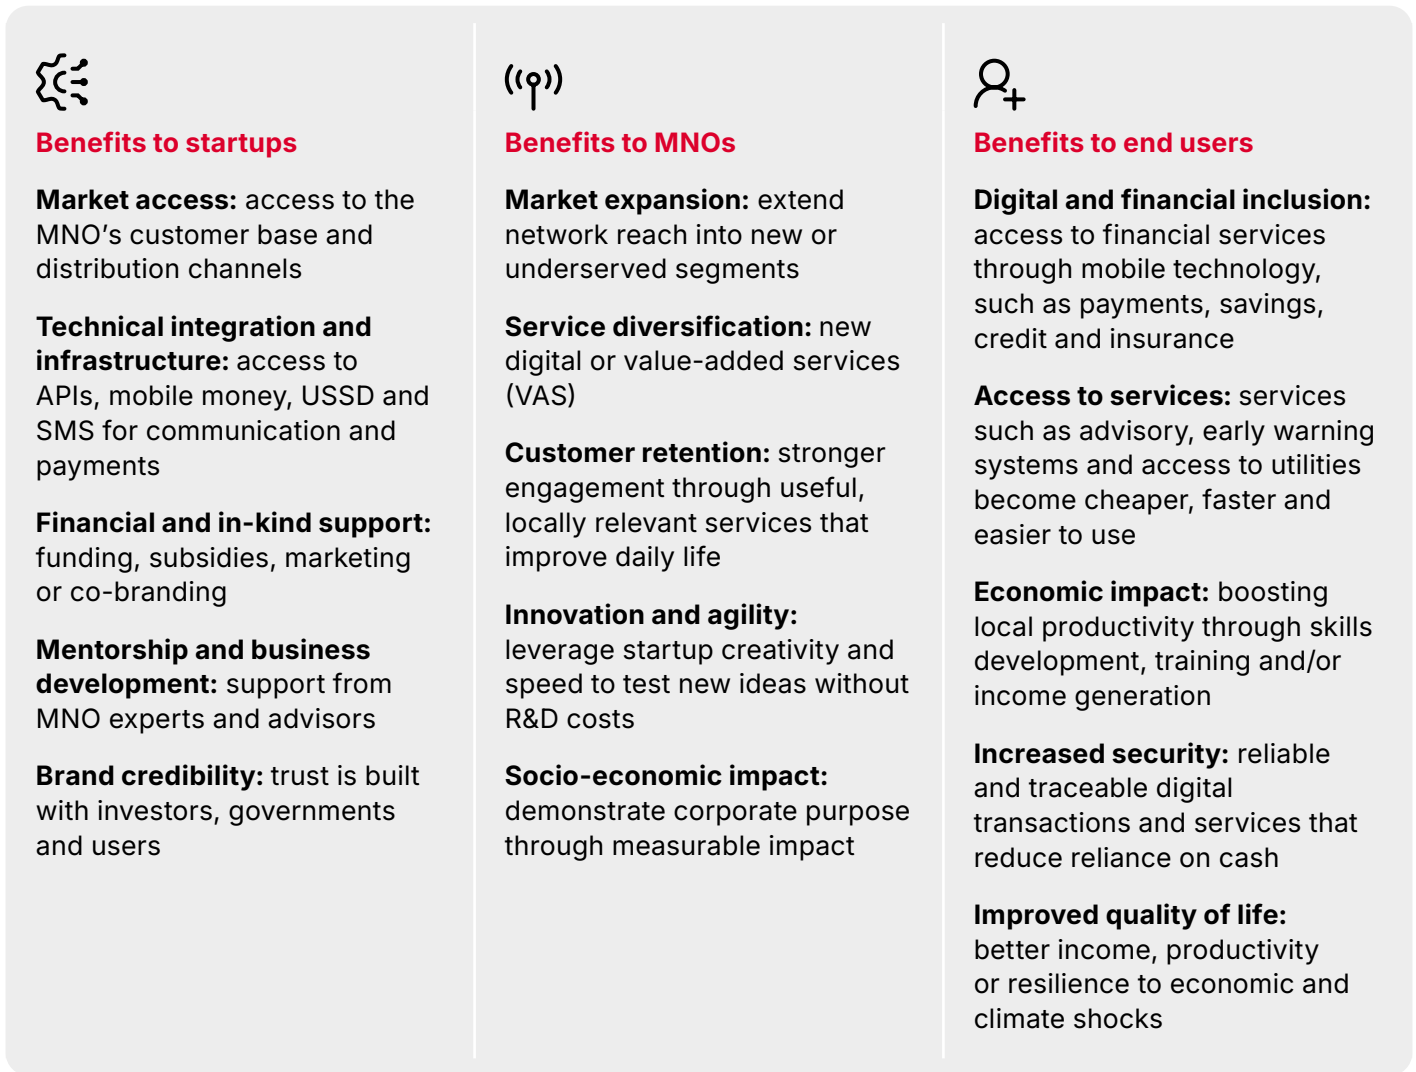 Benefits to startups
Market access: access to the
MNO’s customer base and
distribution channels
Technical integration and
infrastructure: access to
APIs, mobile money, USSD and
SMS for communication and
payments
Financial and in-kind support:
funding, subsidies, marketing
or co-branding
Mentorship and business
development: support from
MNO experts and advisors
Brand credibility: trust is built
with investors, governments
and users
Benefits to MNOs
Market expansion: extend
network reach into new or
underserved segments
Service diversification: new
digital or value-added services
(VAS)
Customer retention: stronger
engagement through useful,
locally relevant services that
improve daily life
Innovation and agility:
leverage startup creativity and
speed to test new ideas without
R&D costs
Socio-economic impact:
demonstrate corporate purpose
through measurable impact
Benefits to end users
Digital and financial inclusion:
access to financial services
through mobile technology,
such as payments, savings,
credit and insurance
Access to services: services
such as advisory, early warning
systems and access to utilities
become cheaper, faster and
easier to use
Economic impact: boosting
local productivity through skills
development, training and/or
income generation
Increased security: reliable
and traceable digital
transactions and services that
reduce reliance on cash
Improved quality of life:
better income, productivity
or resilience to economic and
climate shocks